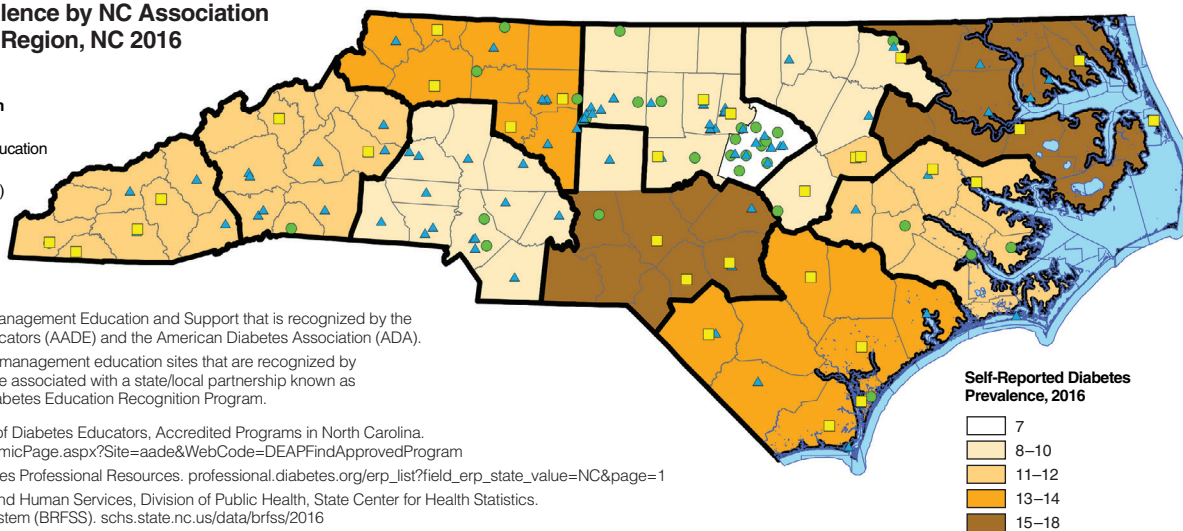 lence by NC Association
Region, NC 2016
n
ucation
)
anagement Education and Support that is recognized by the
icators (AADE) and the American Diabetes Association (ADA).
management education sites that are recognized by
e associated with a state/local partnership known as
abetes Education Recognition Program.
of Diabetes Educators, Accredited Programs in North Carolina.
micPage.aspx?Site=aade&WebCode=DEAPFindApprovedProgram
es Professional Resources. professional.diabetes.org/erp_list?field_erp_state_value=NC&page=1
nd Human Services, Division of Public Health, State Center for Health Statistics.
stem (BRFSS). schs.state.nc.us/data/brfss/2016
Self-Reported Diabetes
Prevalence, 2016
7
8–10
11–12
13–14
15–18